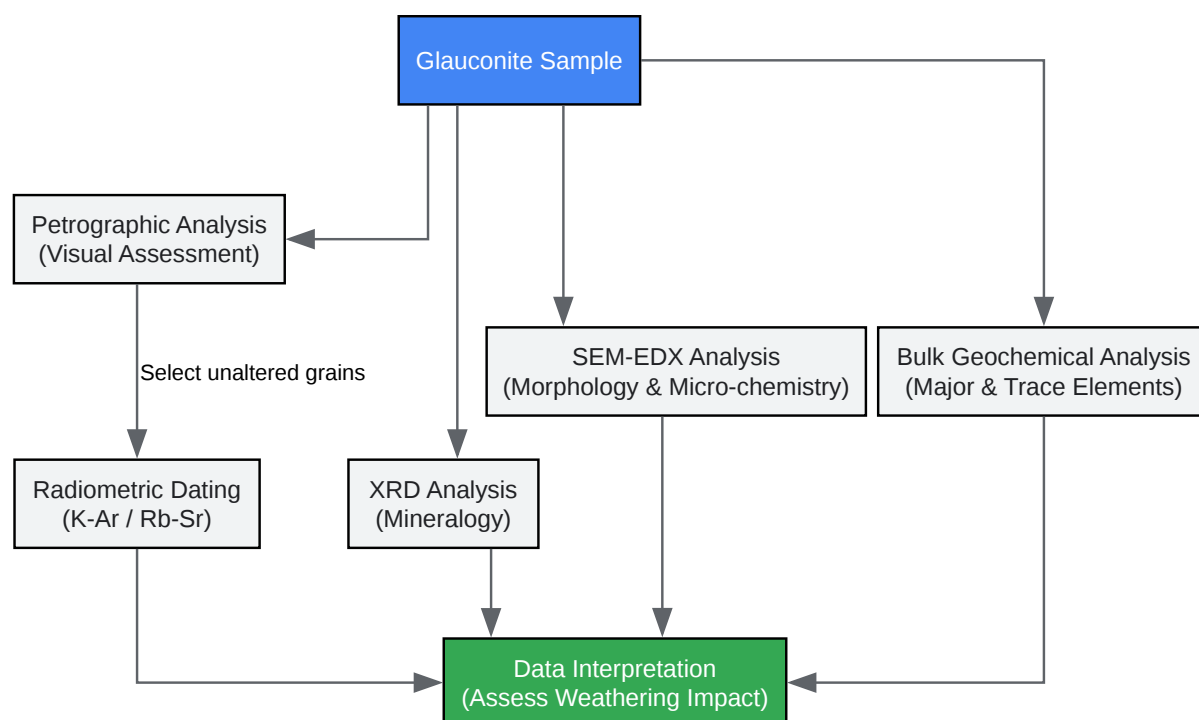 Glauconite Sample
Petrographic Analysis
(Visual Assessment)
SEM-EDX Analysis
(Morphology & Micro-chemistry)
Bulk Geochemical Analysis
(Major & Trace Elements)
Select unaltered grains
Radiometric Dating
(K-Ar / Rb-Sr)
XRD Analysis
(Mineralogy)
Data Interpretation
(Assess Weathering Impact)